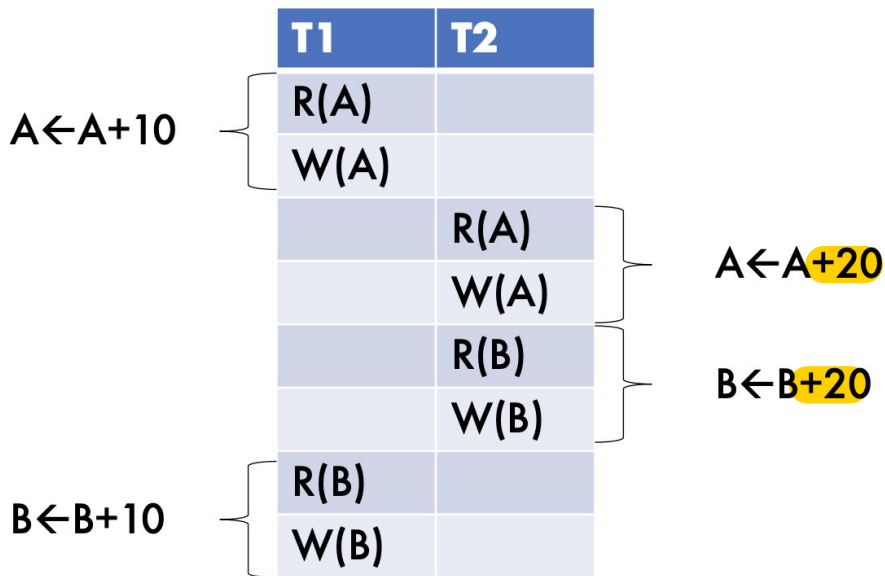 T1 T2
R(A)
A←A+10
W(A)
R(A)
A←A+20
W(A)
R(B)
B←B+20
W(B)
R(B)
B←B+10
W(B)